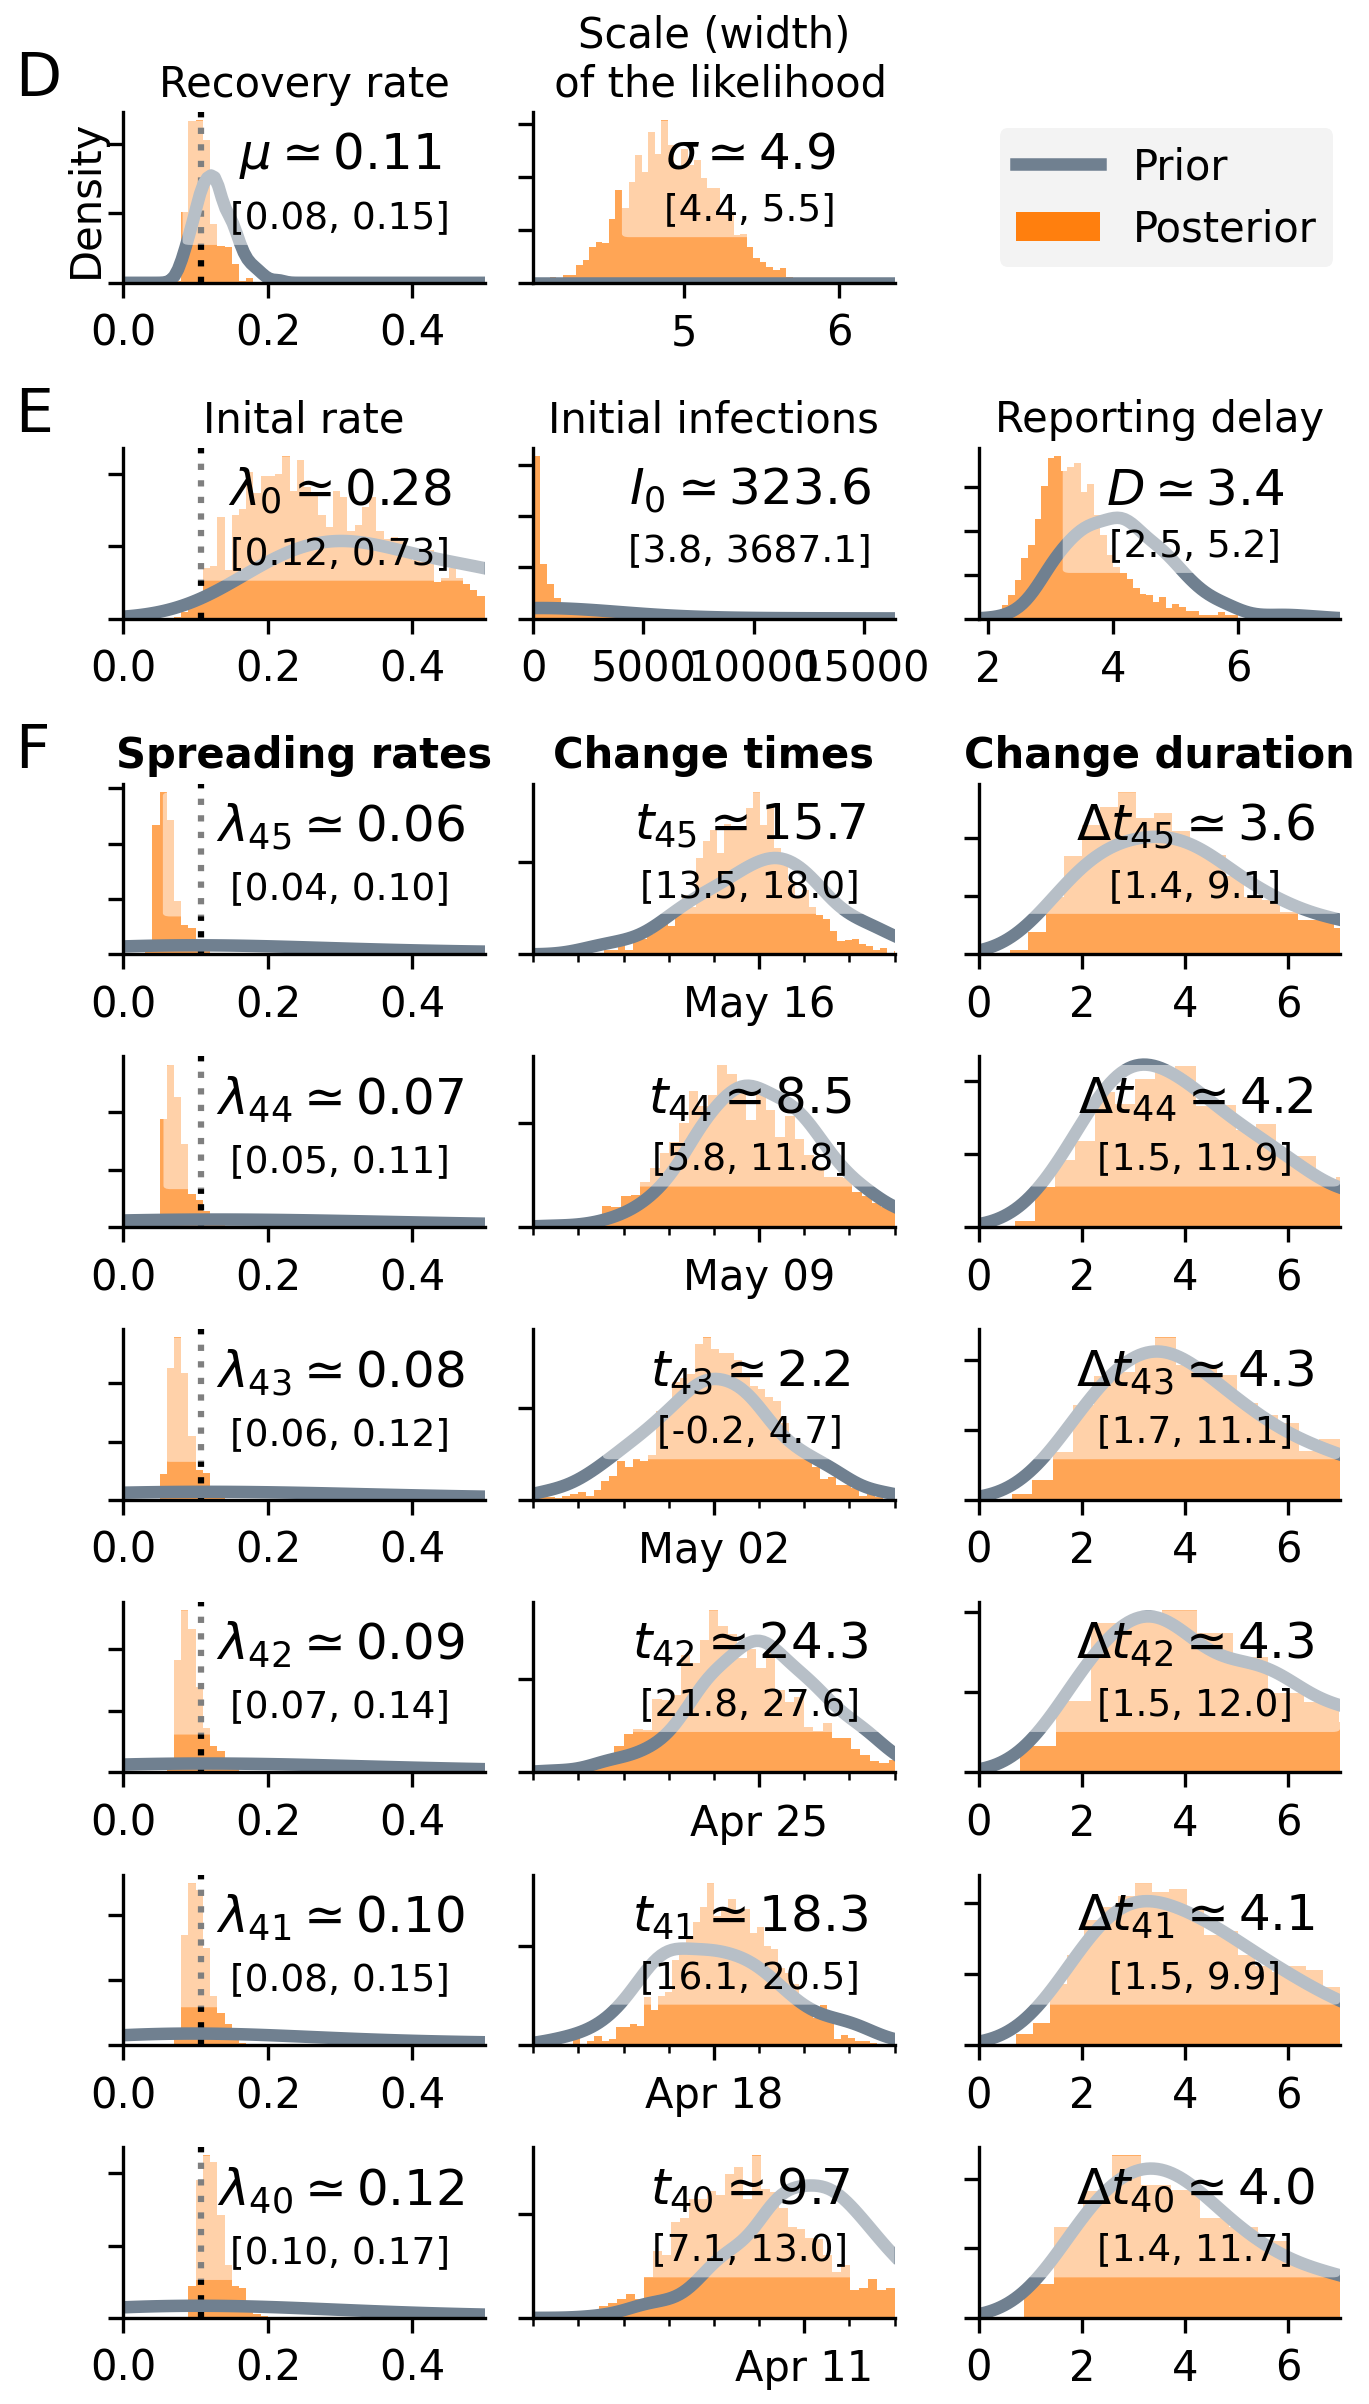 D
Recovery rate
Scale (width)
of the likelihood
Density
μ ≃ 0.11
[0.08, 0.15]
σ ≃ 4.9
[4.4, 5.5]
Prior
Posterior
0.0 0.2 0.4
5 6
E
Inital rate
Initial infections
Reporting delay
λ₀ ≃ 0.28
[0.12, 0.73]
I₀ ≃ 323.6
[3.8, 3687.1]
D ≃ 3.4
[2.5, 5.2]
0.0 0.2 0.4
0 5000 10000 15000
2 4 6
F
Spreading rates
Change times
Change duration
λ₄₅ ≃ 0.06
[0.04, 0.10]
t₄₅ ≃ 15.7
[13.5, 18.0]
Δt₄₅ ≃ 3.6
[1.4, 9.1]
0.0 0.2 0.4
May 16
0 2 4 6
λ₄₄ ≃ 0.07
[0.05, 0.11]
t₄₄ ≃ 8.5
[5.8, 11.8]
Δt₄₄ ≃ 4.2
[1.5, 11.9]
0.0 0.2 0.4
May 09
0 2 4 6
λ₄₃ ≃ 0.08
[0.06, 0.12]
t₄₃ ≃ 2.2
[-0.2, 4.7]
Δt₄₃ ≃ 4.3
[1.7, 11.1]
0.0 0.2 0.4
May 02
0 2 4 6
λ₄₂ ≃ 0.09
[0.07, 0.14]
t₄₂ ≃ 24.3
[21.8, 27.6]
Δt₄₂ ≃ 4.3
[1.5, 12.0]
0.0 0.2 0.4
Apr 25
0 2 4 6
λ₄₁ ≃ 0.10
[0.08, 0.15]
t₄₁ ≃ 18.3
[16.1, 20.5]
Δt₄₁ ≃ 4.1
[1.5, 9.9]
0.0 0.2 0.4
Apr 18
0 2 4 6
λ₄₀ ≃ 0.12
[0.10, 0.17]
t₄₀ ≃ 9.7
[7.1, 13.0]
Δt₄₀ ≃ 4.0
[1.4, 11.7]
0.0 0.2 0.4
Apr 11
0 2 4 6